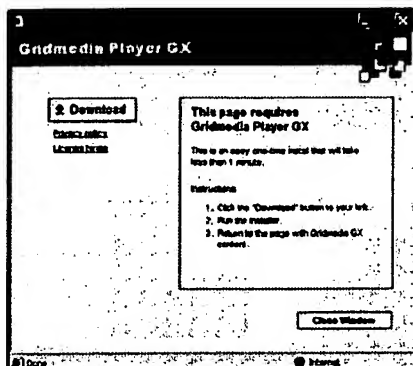 Gridmedia Player GX
Download
Privacy policy
License terms
This page requires
Gridmedia Player GX
This is an easy one-time install that will take
less than 1 minute.
Instructions
1. Click the "Download" button to your left.
2. Run the installer.
3. Return to the page with Gridmedia GX
content.
Close Window
Done
Internet